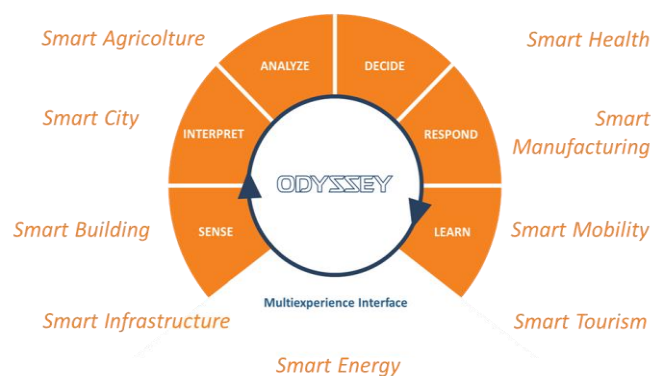 Smart Agricolture
Smart Health
ANALYZE
DECIDE
Smart City
INTERPRET
RESPOND
Smart
Manufacturing
ODYSSEY
Smart Building
SENSE
LEARN
Smart Mobility
Multiexperience Interface
Smart Infrastructure
Smart Tourism
Smart Energy